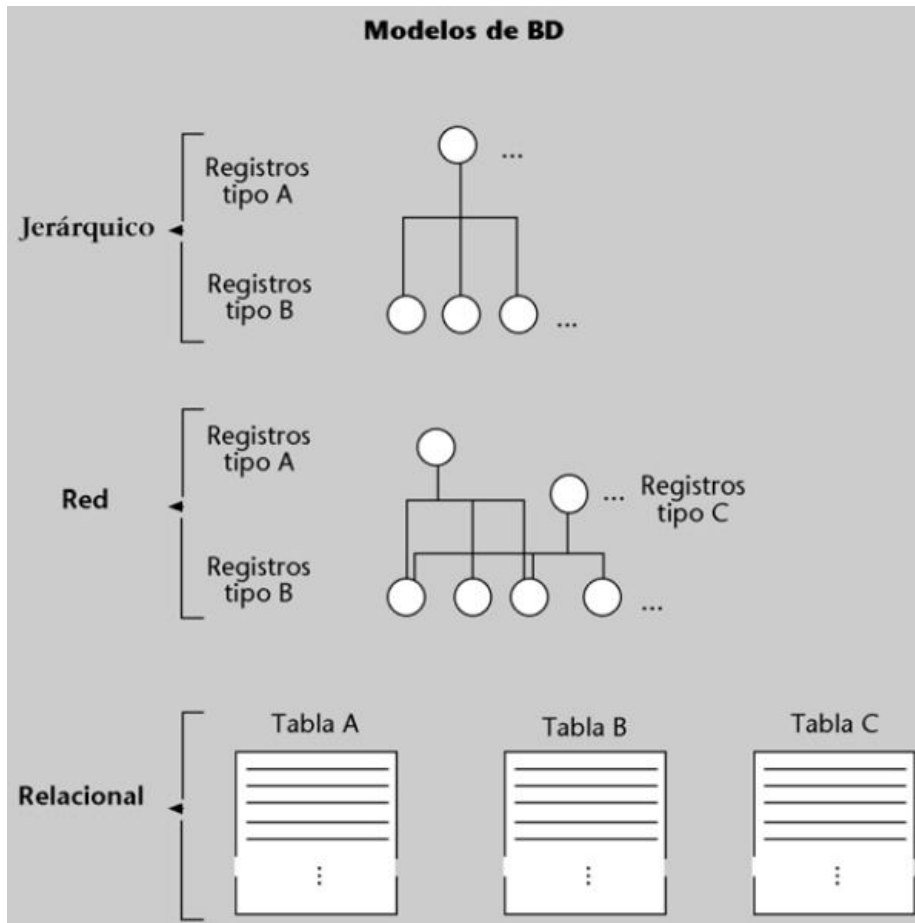 Modelos de BD
Registros
tipo A
...
Jerárquico
Registros
tipo B
...
Registros
tipo A
... Registros
tipo C
Red
Registros
tipo B
...
Tabla A
Tabla B
Tabla C
Relacional